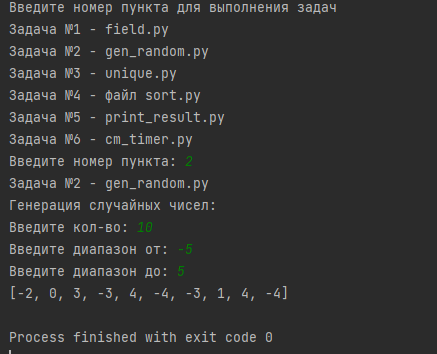 Введите номер пункта для выполнения задач
Задача №1 - field.py
Задача №2 - gen_random.py
Задача №3 - unique.py
Задача №4 - файл sort.py
Задача №5 - print_result.py
Задача №6 - cm_timer.py
Введите номер пункта: 2
Задача №2 - gen_random.py
Генерация случайных чисел:
Введите кол-во: 10
Введите диапазон от: -5
Введите диапазон до: 5
[-2, 0, 3, -3, 4, -4, -3, 1, 4, -4]
Process finished with exit code 0